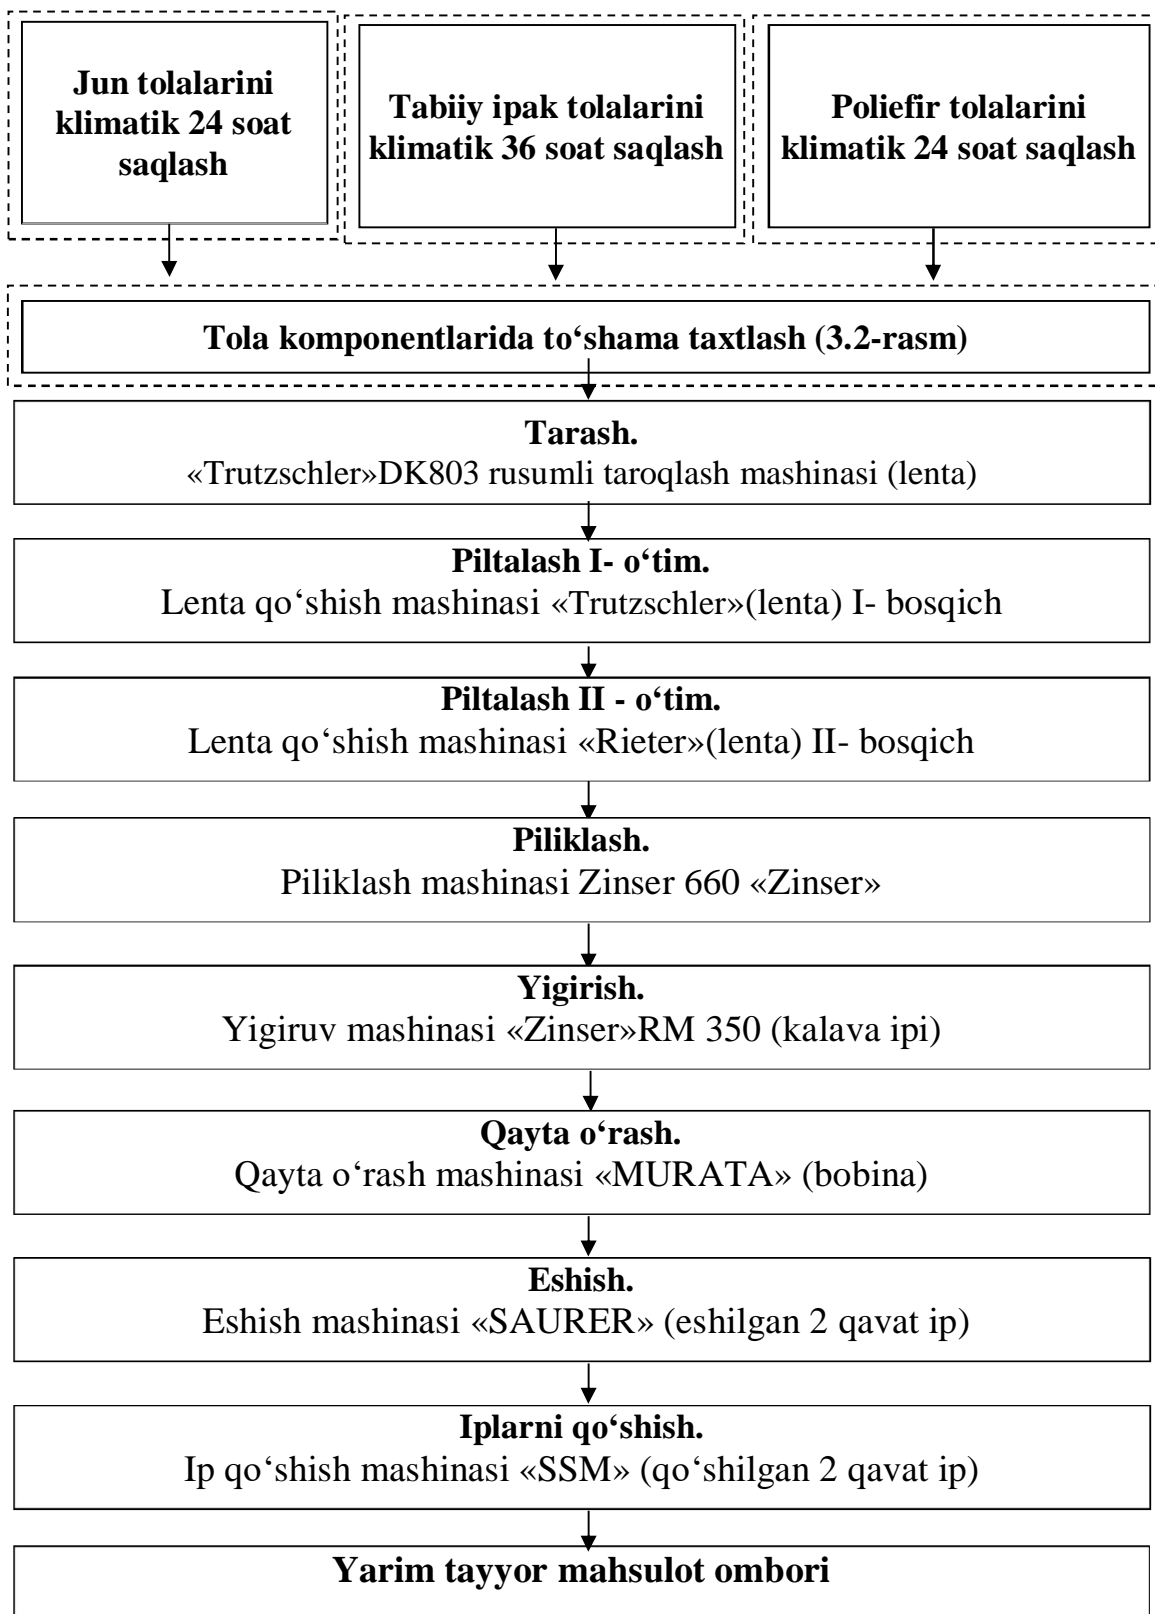 Jun tolalarini
klimatik 24 soat
saqlash
Tabiiy ipak tolalarini
klimatik 36 soat saqlash
Poliefir tolalarini
klimatik 24 soat saqlash
Tola komponentlarida to‘shama taxtlash (3.2-rasm)
Tarash.
«Trutzschler»DK803 rusumli taroqlash mashinasi (lenta)
Piltalash I- o‘tim.
Lenta qo‘shish mashinasi «Trutzschler»(lenta) I- bosqich
Piltalash II - o‘tim.
Lenta qo‘shish mashinasi «Rieter»(lenta) II- bosqich
Piliklash.
Piliklash mashinasi Zinser 660 «Zinser»
Yigirish.
Yigiruv mashinasi «Zinser»RM 350 (kalava ipi)
Qayta o‘rash.
Qayta o‘rash mashinasi «MURATA» (bobina)
Eshish.
Eshish mashinasi «SAURER» (eshilgan 2 qavat ip)
Iplarni qo‘shish.
Ip qo‘shish mashinasi «SSM» (qo‘shilgan 2 qavat ip)
Yarim tayyor mahsulot ombori